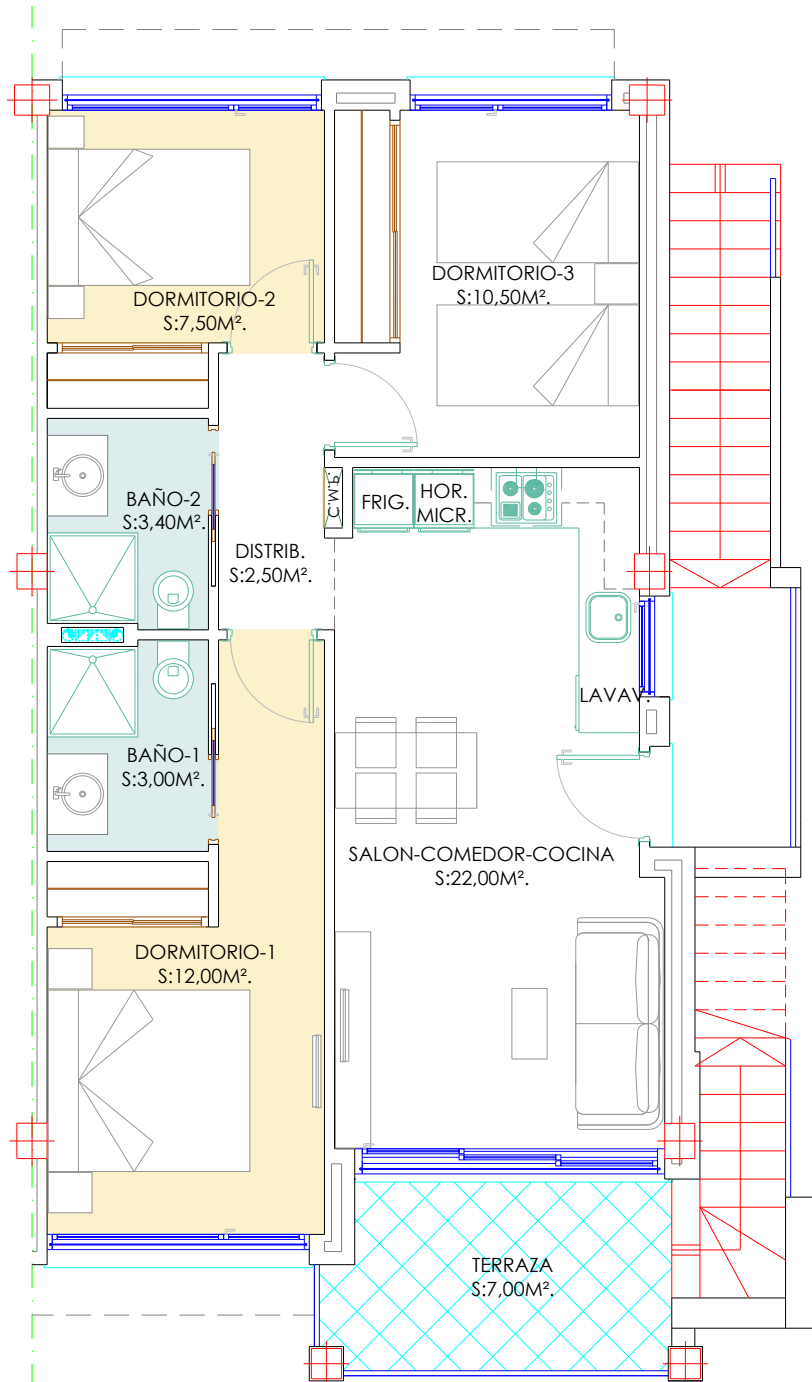 DORMITORIO-2
S:7,50M².
DORMITORIO-3
S:10,50M².
BAÑO-2
S:3,40M².
C.M.P.
FRIG.
HOR.
MICR.
DISTRIB.
S:2,50M².
LAVAV.
BAÑO-1
S:3,00M².
SALON-COMEDOR-COCINA
S:22,00M².
DORMITORIO-1
S:12,00M².
TERRAZA
S:7,00M².